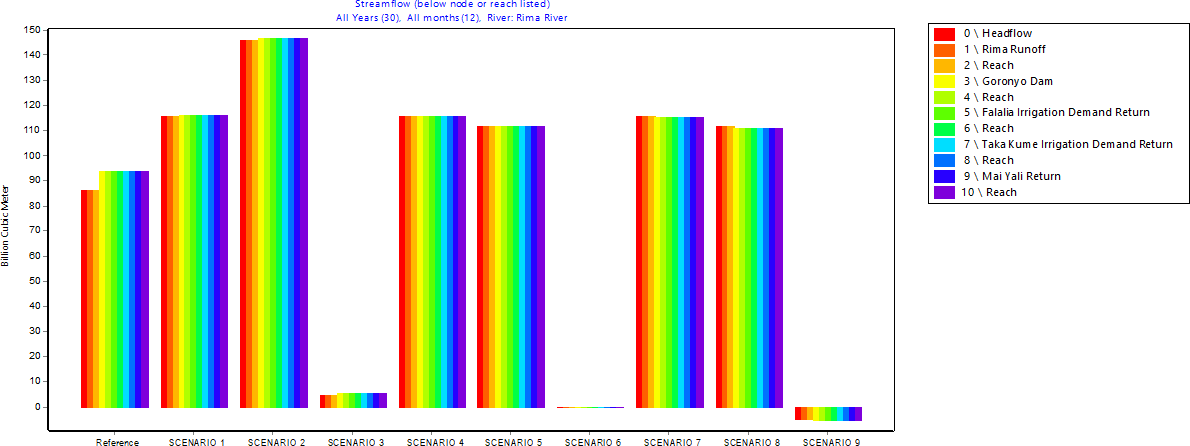 Streamflow (below node or reach listed)
All Years (30), All months (12), River: Rima River
Billion Cubic Meter
150
140
130
120
110
100
90
80
70
60
50
40
30
20
10
0
Reference
SCENARIO 1
SCENARIO 2
SCENARIO 3
SCENARIO 4
SCENARIO 5
SCENARIO 6
SCENARIO 7
SCENARIO 8
SCENARIO 9
0 \ Headflow
1 \ Rima Runoff
2 \ Reach
3 \ Goronyo Dam
4 \ Reach
5 \ Falalia Irrigation Demand Return
6 \ Reach
7 \ Taka Kume Irrigation Demand Return
8 \ Reach
9 \ Mai Yali Return
10 \ Reach